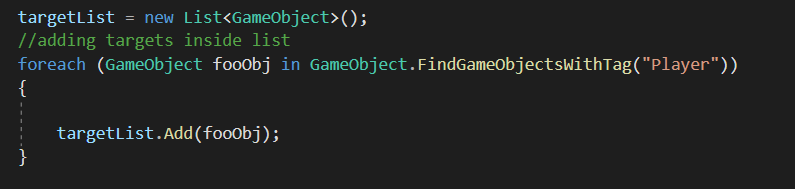 targetList = new List<GameObject>();
//adding targets inside list
foreach (GameObject fooObj in GameObject.FindGameObjectsWithTag("Player"))
{
targetList.Add(fooObj);
}